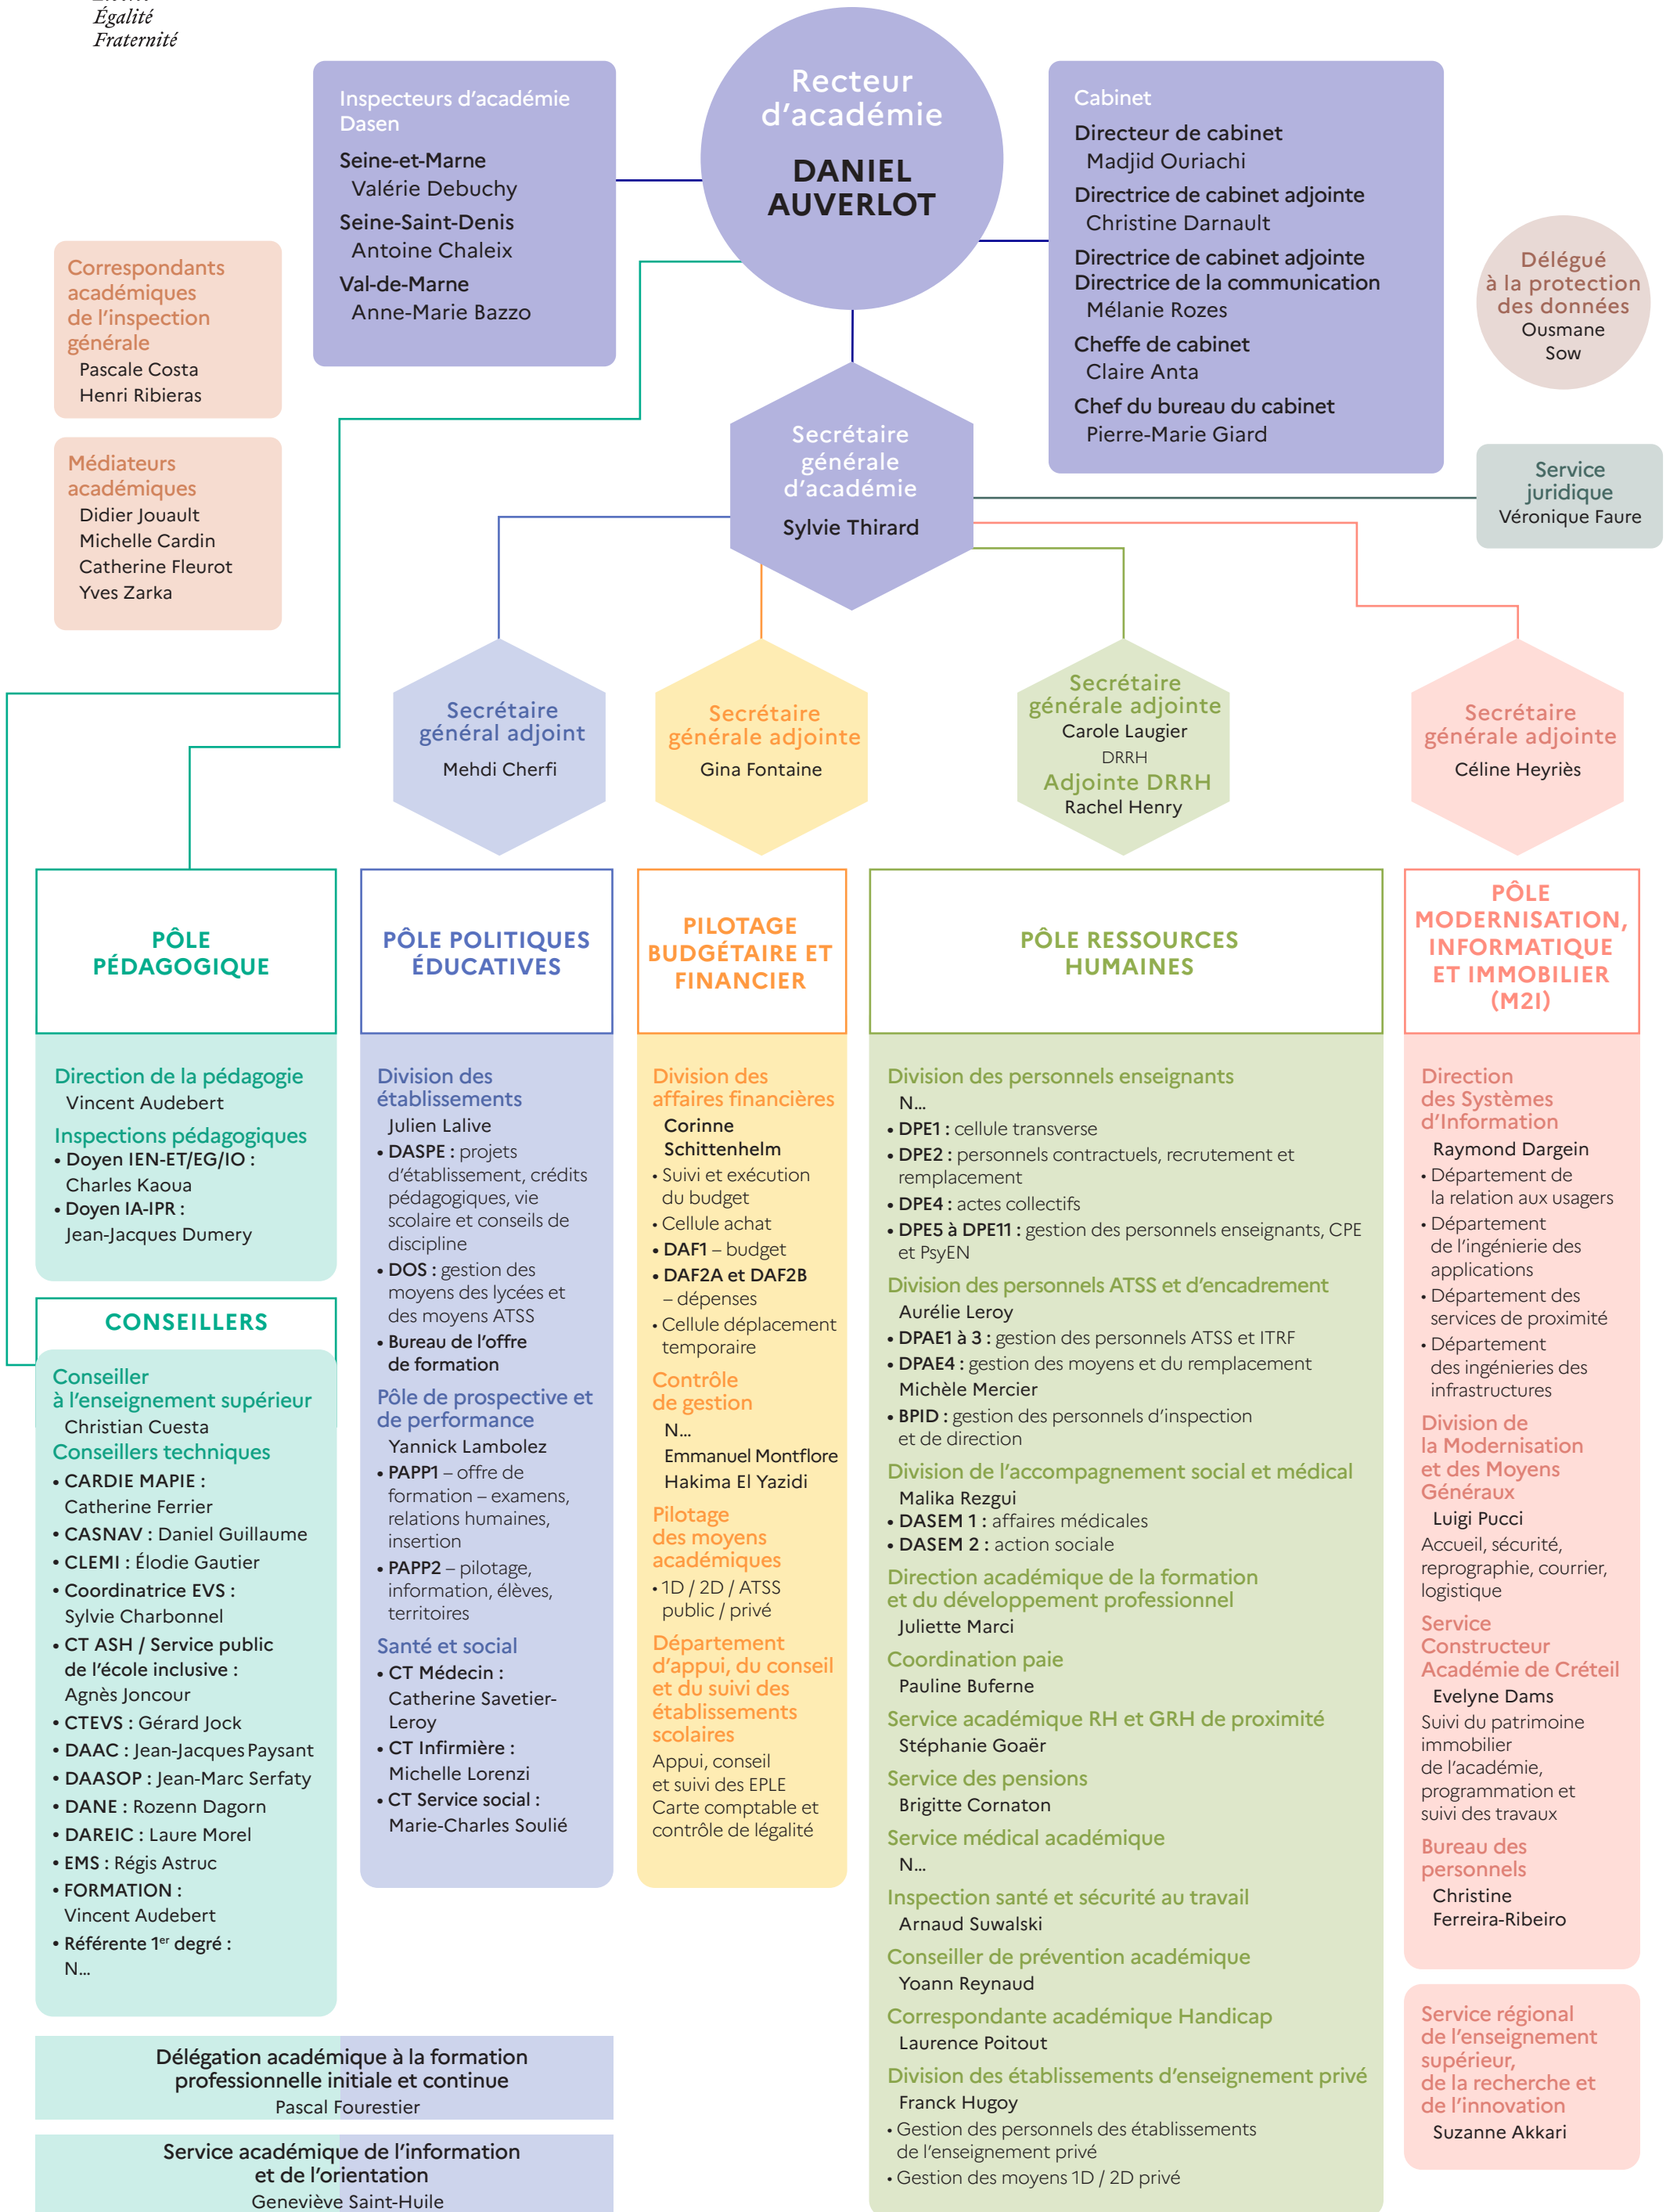 Égalité
Fraternité
Recteur
d'académie
DANIEL
AUVERLOT
Inspecteurs d'académie
Dasen
Seine-et-Marne
Valérie Debuchy
Seine-Saint-Denis
Antoine Chaleix
Val-de-Marne
Anne-Marie Bazzo
Cabinet
Directeur de cabinet
Madjid Ouriachi
Directrice de cabinet adjointe
Christine Darnault
Directrice de cabinet adjointe
Directrice de la communication
Mélanie Rozes
Cheffe de cabinet
Claire Anta
Chef du bureau du cabinet
Pierre-Marie Giard
Délégué
à la protection
des données
Ousmane
Sow
Correspondants
académiques
de l'inspection
générale
Pascale Costa
Henri Ribieras
Médiateurs
académiques
Didier Jouault
Michelle Cardin
Catherine Fleurot
Yves Zarka
Secrétaire
générale
d'académie
Sylvie Thirard
Service
juridique
Véronique Faure
Secrétaire
général adjoint
Mehdi Cherfi
Secrétaire
générale adjointe
Gina Fontaine
Secrétaire
générale adjointe
Carole Laugier
DRRH
Adjointe DRRH
Rachel Henry
Secrétaire
générale adjointe
Céline Heyriès
PÔLE
PÉDAGOGIQUE
Direction de la pédagogie
Vincent Audebert
Inspections pédagogiques
• Doyen IEN-ET/EG/IO :
Charles Kaoua
• Doyen IA-IPR :
Jean-Jacques Dumery
CONSEILLERS
Conseiller
à l'enseignement supérieur
Christian Cuesta
Conseillers techniques
• CARDIE MAPIE :
Catherine Ferrier
• CASNAV : Daniel Guillaume
• CLEMI : Élodie Gautier
• Coordinatrice EVS :
Sylvie Charbonnel
• CT ASH / Service public
de l'école inclusive :
Agnès Joncour
• CTEVS : Gérard Jock
• DAAC : Jean-Jacques Paysant
• DAASOP : Jean-Marc Serfaty
• DANE : Rozenn Dagorn
• DAREIC : Laure Morel
• EMS : Régis Astruc
• FORMATION :
Vincent Audebert
• Référente 1er degré :
N…
PÔLE POLITIQUES
ÉDUCATIVES
Division des
établissements
Julien Lalive
• DASPE : projets
d'établissement, crédits
pédagogiques, vie
scolaire et conseils de
discipline
• DOS : gestion des
moyens des lycées et
des moyens ATSS
• Bureau de l'offre
de formation
Pôle de prospective et
de performance
Yannick Lambolez
• PAPP1 – offre de
formation – examens,
relations humaines,
insertion
• PAPP2 – pilotage,
information, élèves,
territoires
Santé et social
• CT Médecin :
Catherine Savetier-
Leroy
• CT Infirmière :
Michelle Lorenzi
• CT Service social :
Marie-Charles Soulié
Délégation académique à la formation
professionnelle initiale et continue
Pascal Fourestier
Service académique de l'information
et de l'orientation
Geneviève Saint-Huile
PILOTAGE
BUDGÉTAIRE ET
FINANCIER
Division des
affaires financières
Corinne
Schittenhelm
• Suivi et exécution
du budget
• Cellule achat
• DAF1 – budget
• DAF2A et DAF2B
– dépenses
• Cellule déplacement
temporaire
Contrôle
de gestion
N…
Emmanuel Montflore
Hakima El Yazidi
Pilotage
des moyens
académiques
• 1D / 2D / ATSS
public / privé
Département
d'appui, du conseil
et du suivi des
établissements
scolaires
Appui, conseil
et suivi des EPLE
Carte comptable et
contrôle de légalité
PÔLE RESSOURCES
HUMAINES
Division des personnels enseignants
N…
• DPE1 : cellule transverse
• DPE2 : personnels contractuels, recrutement et
remplacement
• DPE4 : actes collectifs
• DPE5 à DPE11 : gestion des personnels enseignants, CPE
et PsyEN
Division des personnels ATSS et d'encadrement
Aurélie Leroy
• DPAE1 à 3 : gestion des personnels ATSS et ITRF
• DPAE4 : gestion des moyens et du remplacement
Michèle Mercier
• BPID : gestion des personnels d'inspection
et de direction
Division de l'accompagnement social et médical
Malika Rezgui
• DASEM 1 : affaires médicales
• DASEM 2 : action sociale
Direction académique de la formation
et du développement professionnel
Juliette Marci
Coordination paie
Pauline Buferne
Service académique RH et GRH de proximité
Stéphanie Goaër
Service des pensions
Brigitte Cornaton
Service médical académique
N…
Inspection santé et sécurité au travail
Arnaud Suwalski
Conseiller de prévention académique
Yoann Reynaud
Correspondante académique Handicap
Laurence Poitout
Division des établissements d'enseignement privé
Franck Hugoy
• Gestion des personnels des établissements
de l'enseignement privé
• Gestion des moyens 1D / 2D privé
PÔLE
MODERNISATION,
INFORMATIQUE
ET IMMOBILIER
(M2I)
Direction
des Systèmes
d'Information
Raymond Dargein
• Département de
la relation aux usagers
• Département
de l'ingénierie des
applications
• Département des
services de proximité
• Département
des ingénieries des
infrastructures
Division de
la Modernisation
et des Moyens
Généraux
Luigi Pucci
Accueil, sécurité,
reprographie, courrier,
logistique
Service
Constructeur
Académie de Créteil
Evelyne Dams
Suivi du patrimoine
immobilier
de l'académie,
programmation et
suivi des travaux
Bureau des
personnels
Christine
Ferreira-Ribeiro
Service régional
de l'enseignement
supérieur,
de la recherche et
de l'innovation
Suzanne Akkari